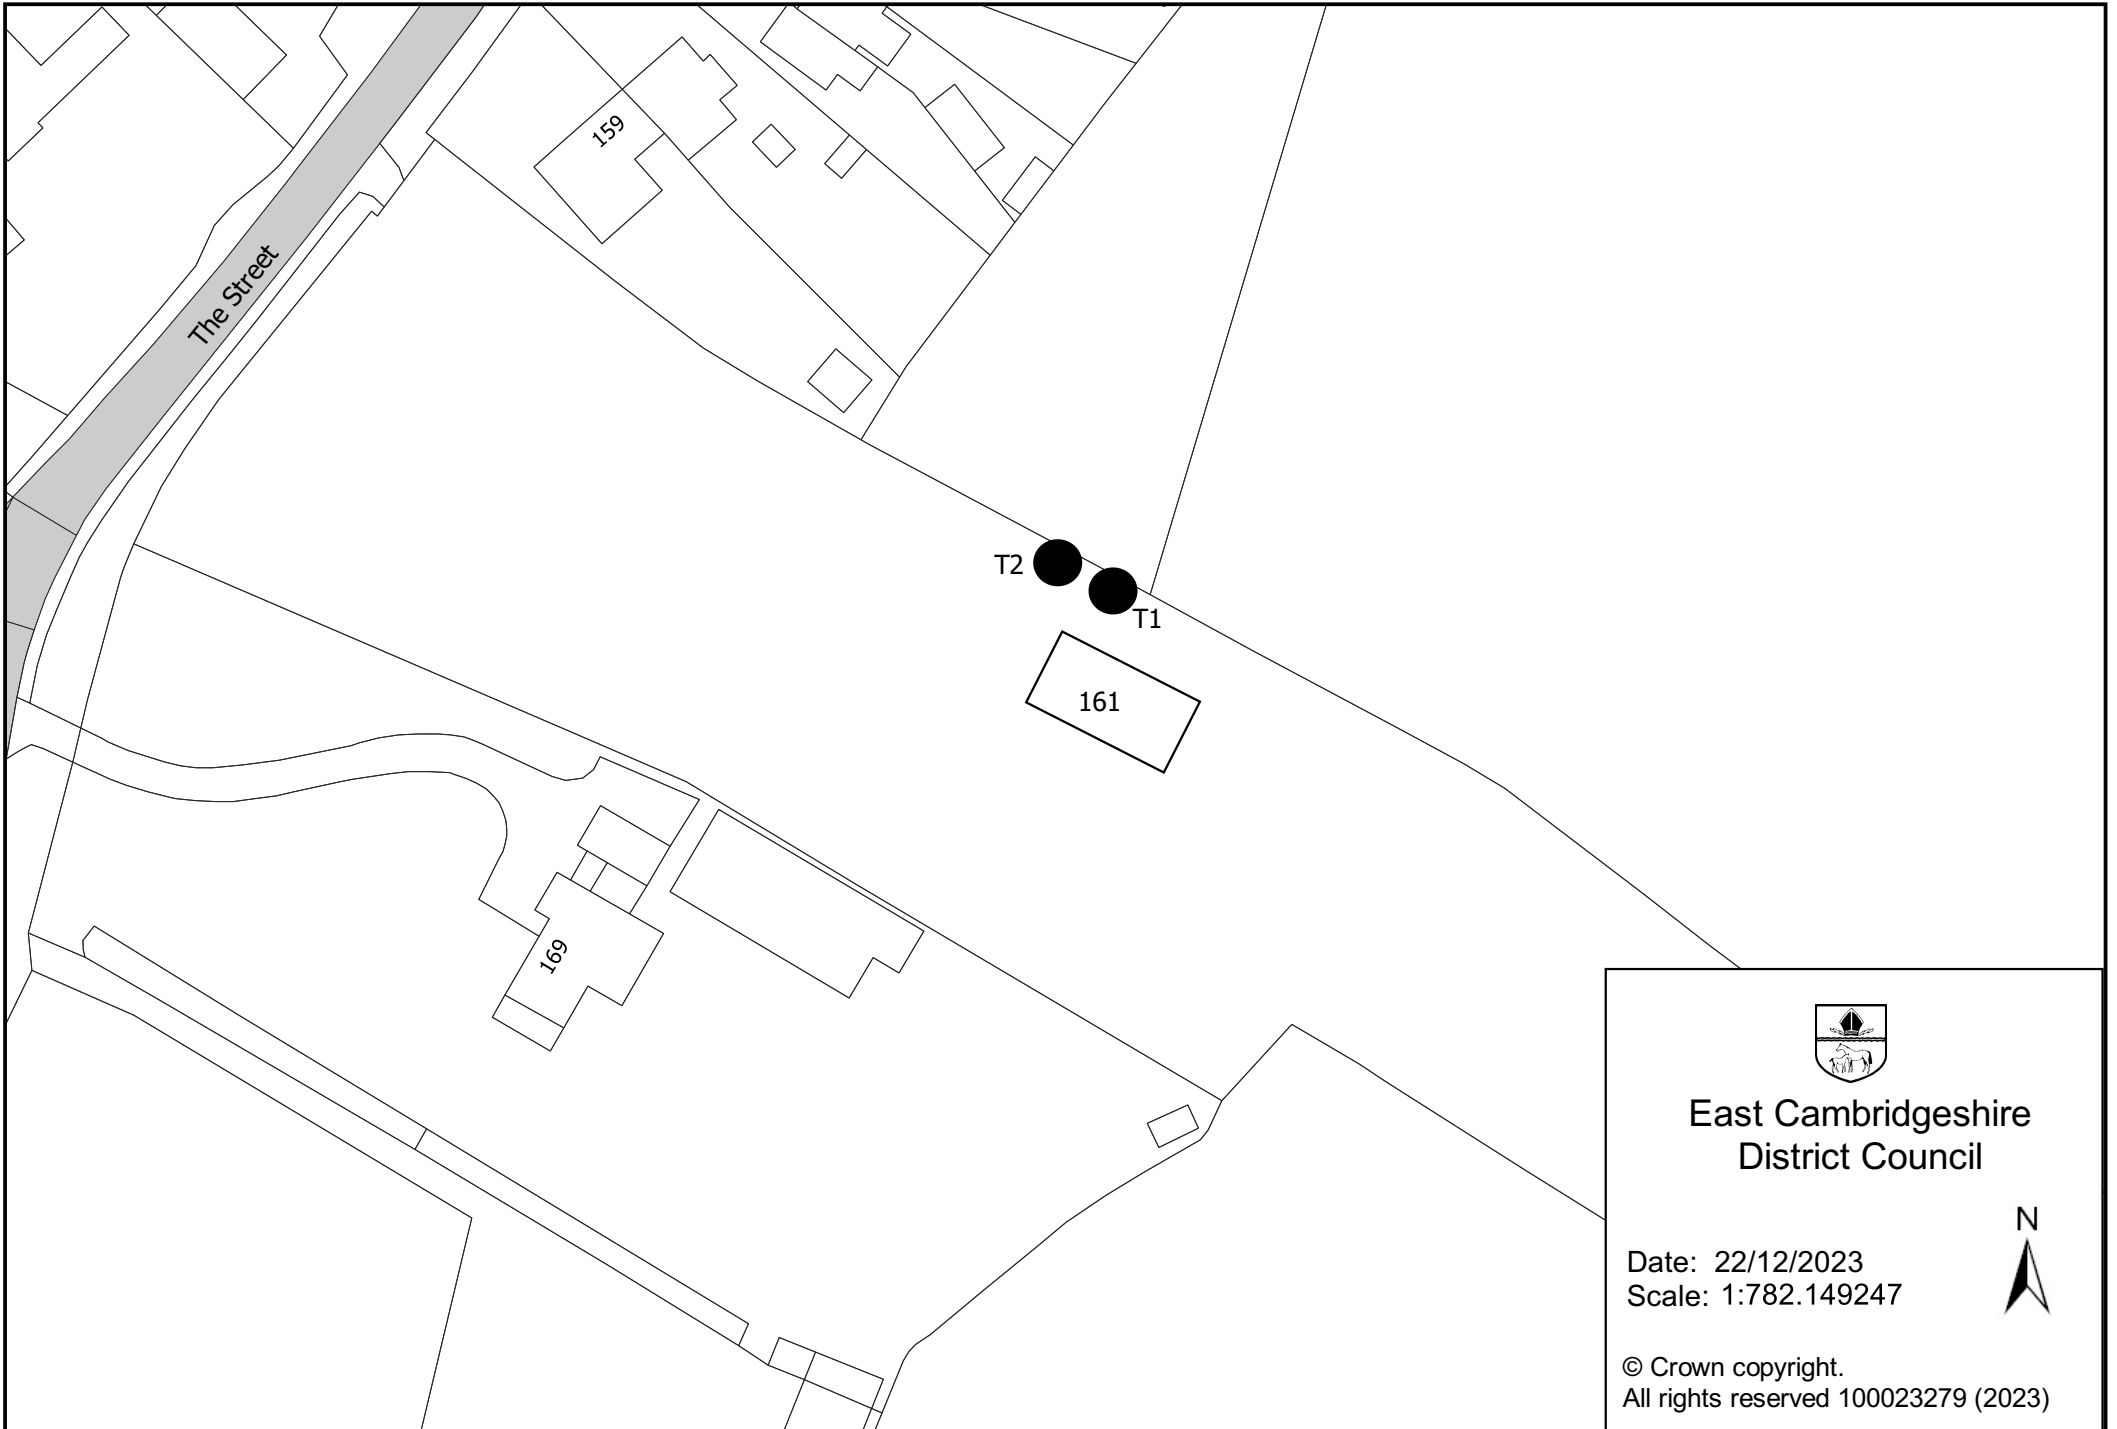 159
The Street
T2
T1
161
169
East Cambridgeshire
District Council
N
Date: 22/12/2023
Scale: 1:782.149247
© Crown copyright.
All rights reserved 100023279 (2023)